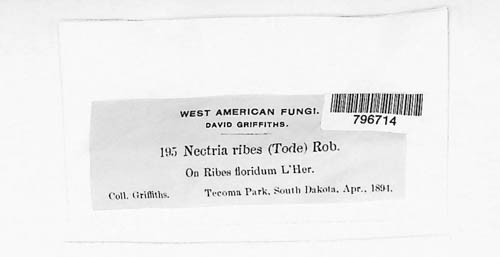 WEST AMERICAN FUNGI.
DAVID GRIFFITHS.
796714
195 Nectria ribes (Tode) Rob.
On Ribes floridum L'Her.
Coll. Griffiths. Tecoma Park, South Dakota, Apr., 1894.